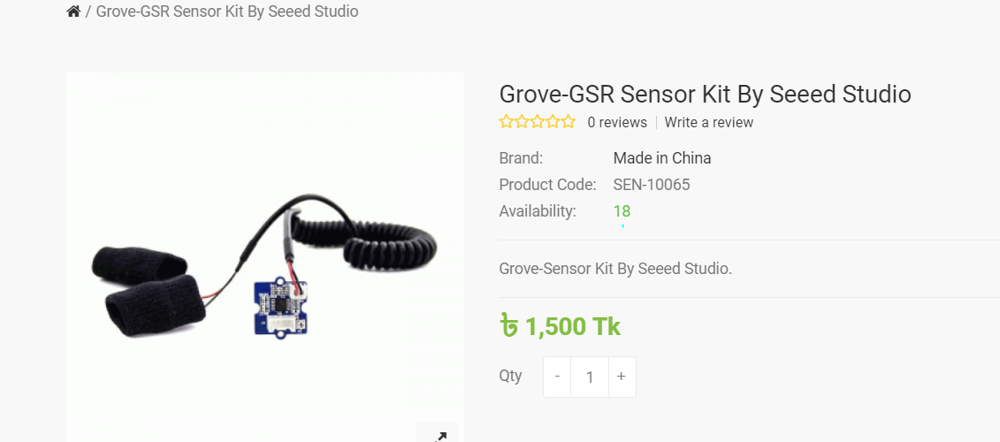 / Grove-GSR Sensor Kit By Seeed Studio
Grove-GSR Sensor Kit By Seeed Studio
0 reviews | Write a review
Brand: Made in China
Product Code: SEN-10065
Availability: 18
Grove-Sensor Kit By Seeed Studio.
৳ 1,500 Tk
Qty - 1 +